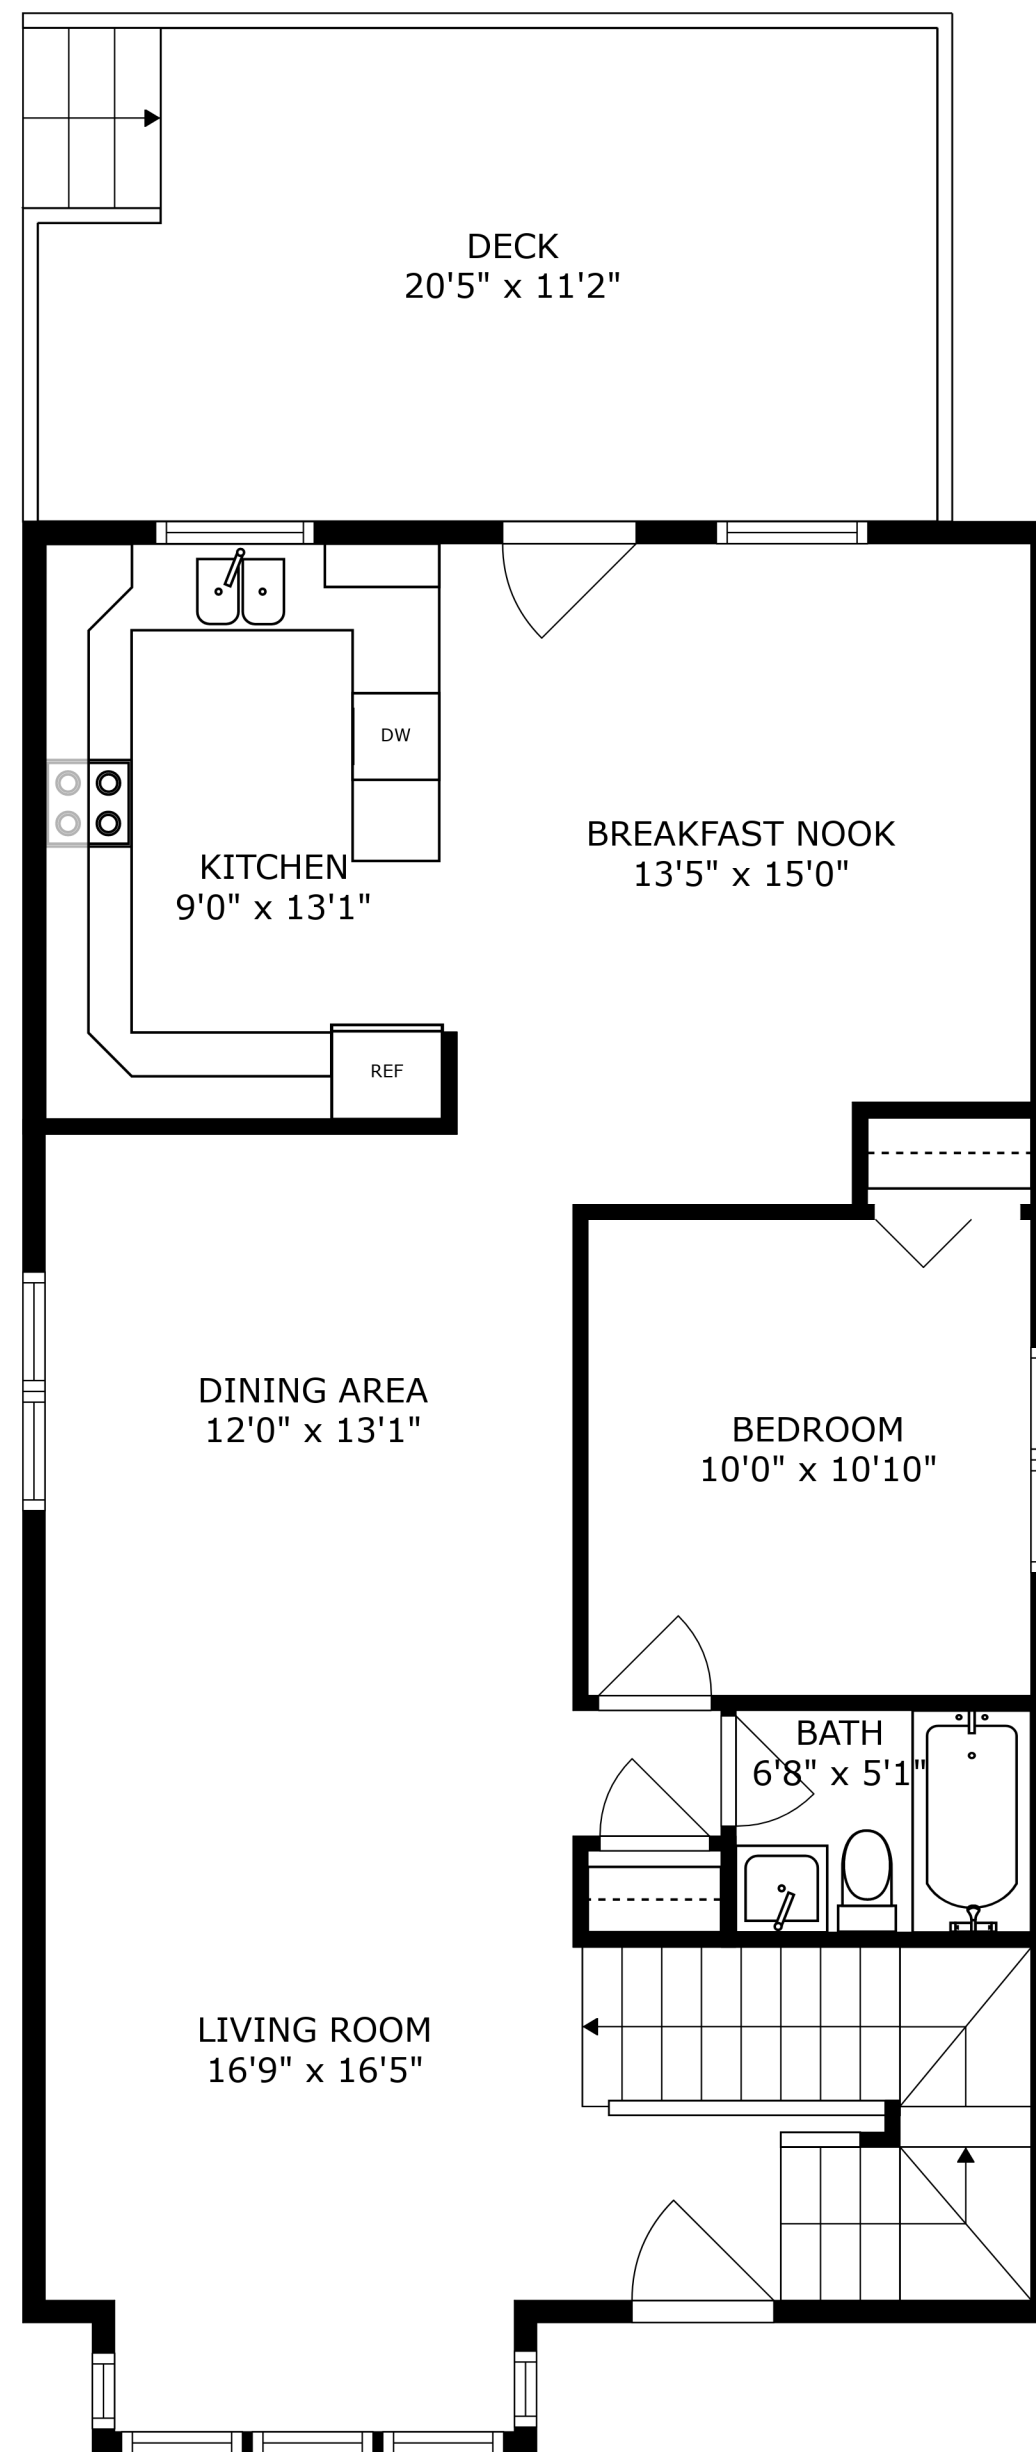 DECK
20'5" x 11'2"
DW
BREAKFAST NOOK
13'5" x 15'0"
KITCHEN
9'0" x 13'1"
REF
DINING AREA
12'0" x 13'1"
BEDROOM
10'0" x 10'10"
BATH
6'8" x 5'1"
LIVING ROOM
16'9" x 16'5"